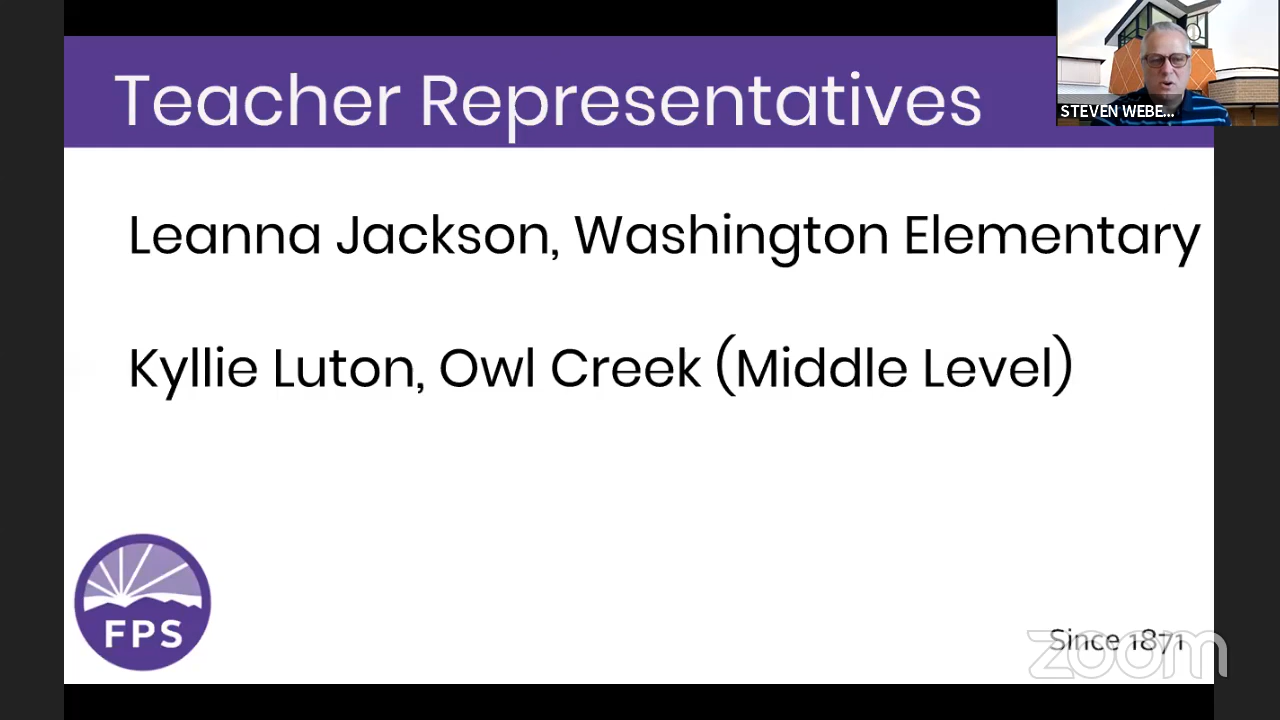 Teacher Representatives
STEVEN WEBE...
Leanna Jackson, Washington Elementary
Kyllie Luton, Owl Creek (Middle Level)
FPS
Since 1871
zoom